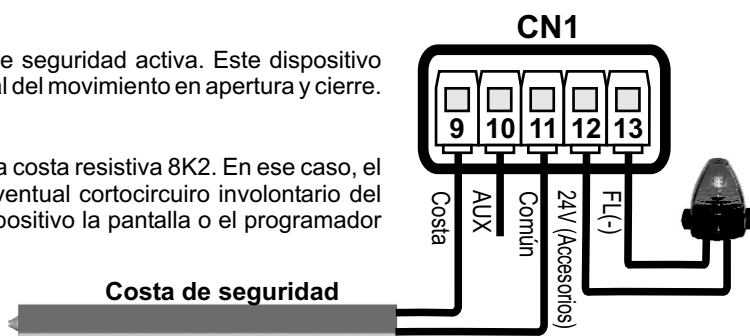 CN1
e seguridad activa. Este dispositivo
al del movimiento en apertura y cierre.
a costa resistiva 8K2. En ese caso, el
ventual cortocircuiro involontario del
positivo la pantalla o el programador
9 10 11 12 13
Costa
AUX
Común
24V (Accesorios)
FL(-)
Costa de seguridad